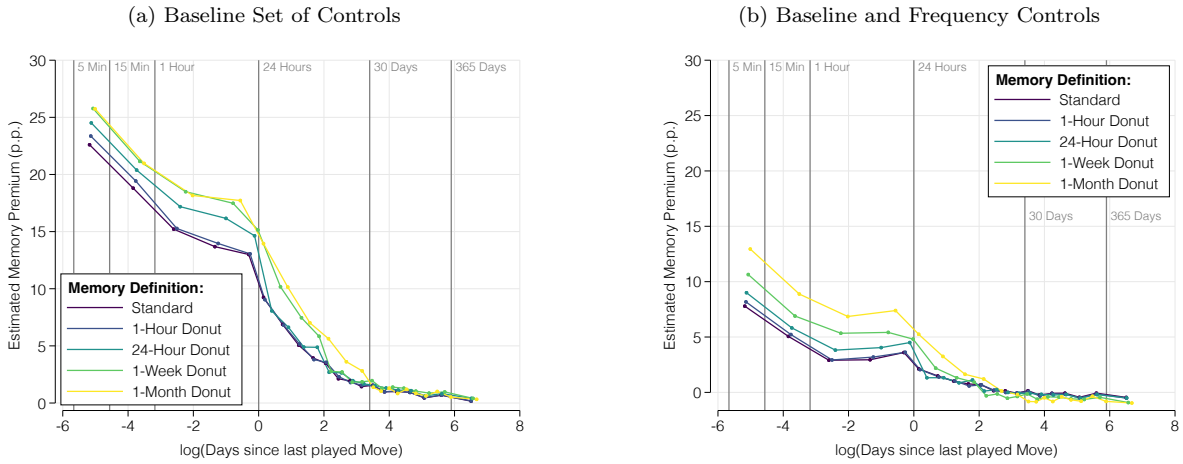 (a) Baseline Set of Controls
30
25
20
15
10
5
0
5 Min
15 Min
1 Hour
24 Hours
30 Days
365 Days
Memory Definition:
Standard
1-Hour Donut
24-Hour Donut
1-Week Donut
1-Month Donut
-6
-4
-2
0
2
4
6
8
Estimated Memory Premium (p.p.)
log(Days since last played Move)
(b) Baseline and Frequency Controls
30
25
20
15
10
5
0
5 Min
15 Min
1 Hour
24 Hours
Memory Definition:
Standard
1-Hour Donut
24-Hour Donut
1-Week Donut
1-Month Donut
30 Days
365 Days
-6
-4
-2
0
2
4
6
8
Estimated Memory Premium (p.p.)
log(Days since last played Move)